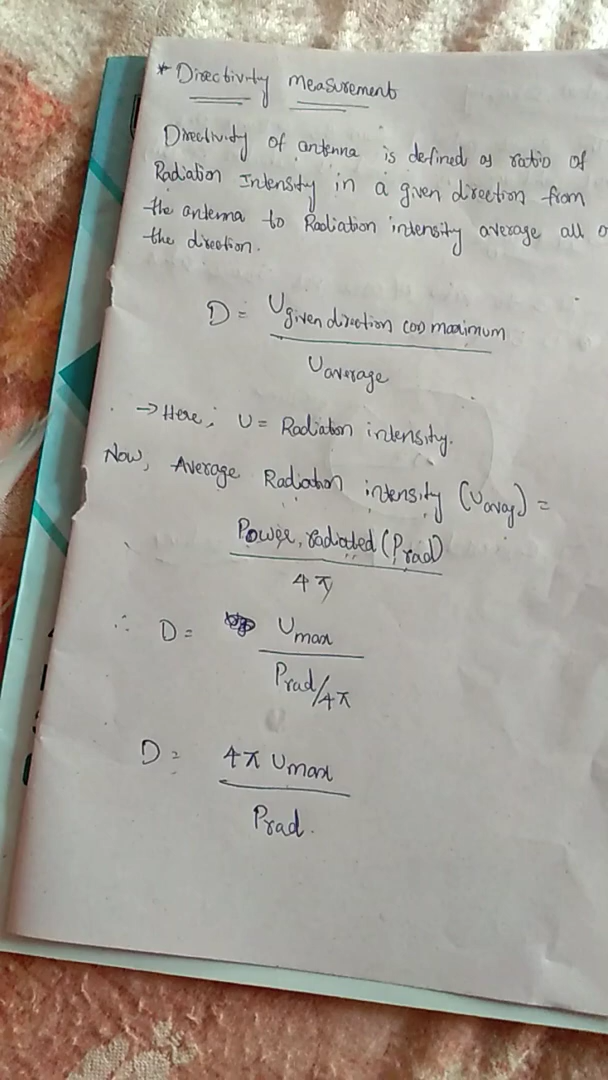 * Directivity Measurement
Directivity of antenna is defined as ratio of
Radiation Intensity in a given direction from
the antenna to Radiation intensity average all o
the direction.
D = U given direction (or) maximum
U average
→ Here, U = Radiation intensity.
Now, Average Radiation intensity (Uavg) =
Power, radiated (Prad)
4π
∴ D = Umax
Prad/4π
D = 4π Umax
Prad.